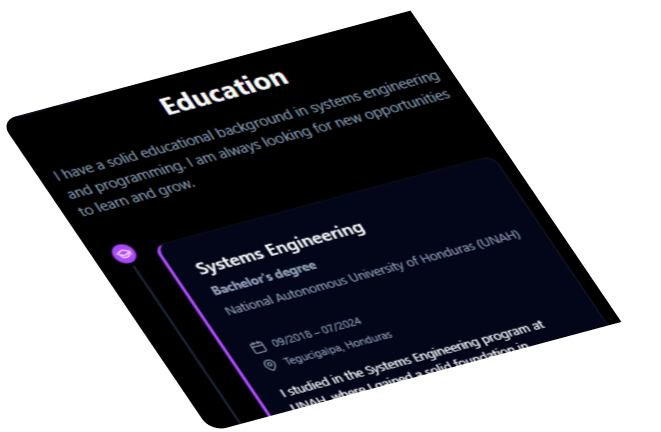 Education
I have a solid educational background in systems engineering
and programming. I am always looking for new opportunities
to learn and grow.
Systems Engineering
Bachelor's degree
National Autonomous University of Honduras (UNAH)
09/2018 – 07/2024
Tegucigalpa, Honduras
I studied in the Systems Engineering program at
UNAH, where I gained a solid foundation in